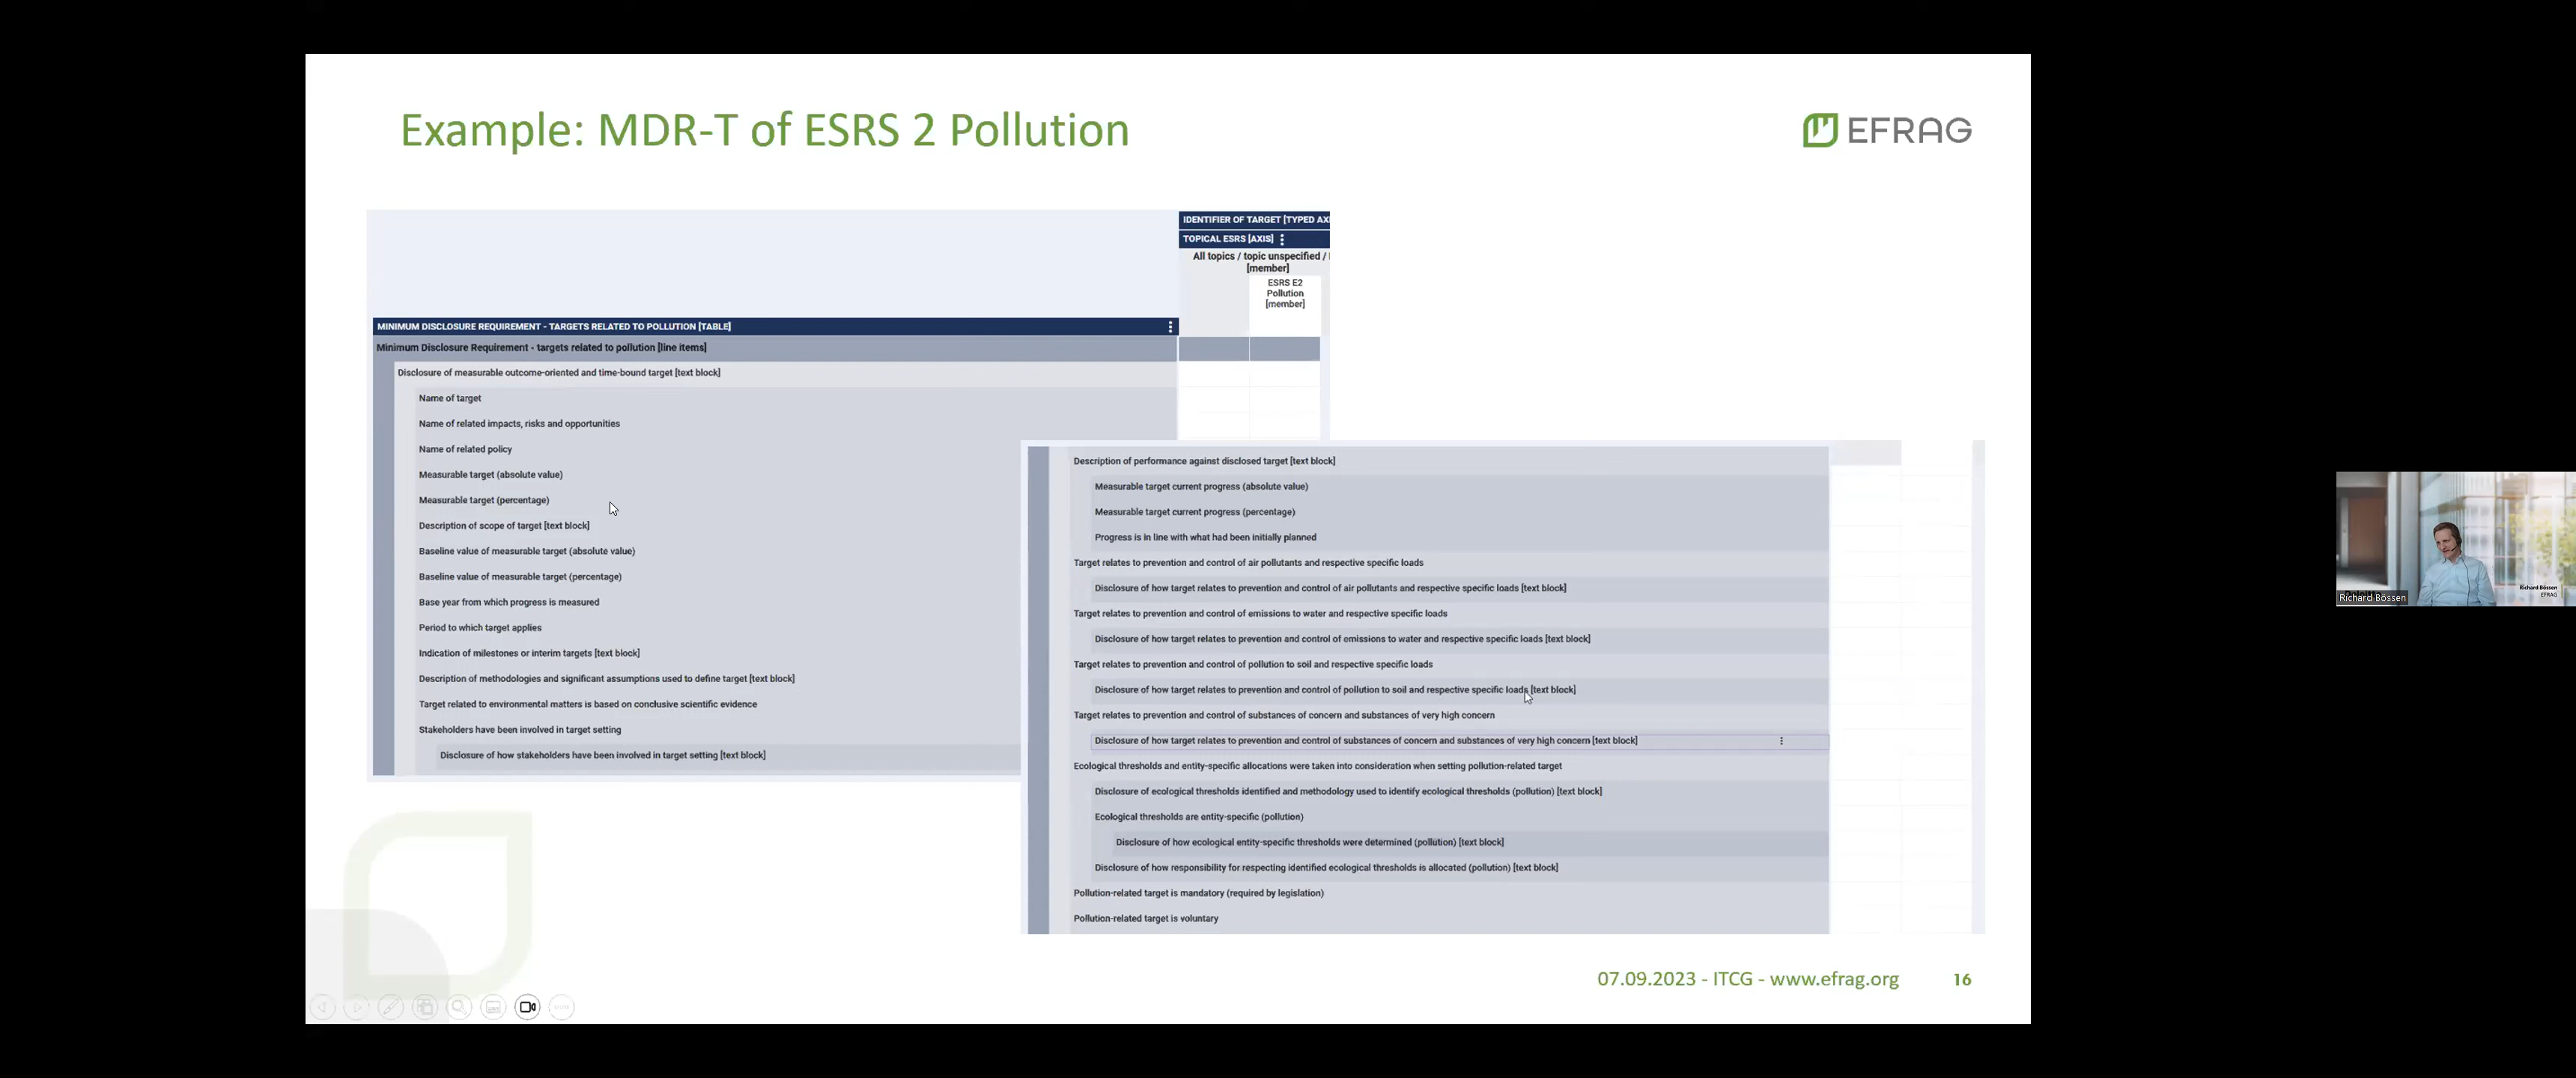 Example: MDR-T of ESRS 2 Pollution
EFRAG
IDENTIFIER OF TARGET [TYPED AX
TOPICAL ESRS [AXIS]
All topics / topic unspecified /
[member]
ESRS E2
Pollution
[member]
MINIMUM DISCLOSURE REQUIREMENT - TARGETS RELATED TO POLLUTION [TABLE]
Minimum Disclosure Requirement - targets related to pollution [line items]
Disclosure of measurable outcome-oriented and time-bound target [text block]
Name of target
Name of related impacts, risks and opportunities
Name of related policy
Measurable target (absolute value)
Measurable target (percentage)
Description of scope of target [text block]
Baseline value of measurable target (absolute value)
Baseline value of measurable target (percentage)
Base year from which progress is measured
Period to which target applies
Indication of milestones or interim targets [text block]
Description of methodologies and significant assumptions used to define target [text block]
Target related to environmental matters is based on conclusive scientific evidence
Stakeholders have been involved in target setting
Disclosure of how stakeholders have been involved in target setting [text block]
Description of performance against disclosed target [text block]
Measurable target current progress (absolute value)
Measurable target current progress (percentage)
Progress is in line with what had been initially planned
Target relates to prevention and control of air pollutants and respective specific loads
Disclosure of how target relates to prevention and control of air pollutants and respective specific loads [text block]
Target relates to prevention and control of emissions to water and respective specific loads
Disclosure of how target relates to prevention and control of emissions to water and respective specific loads [text block]
Target relates to prevention and control of pollution to soil and respective specific loads
Disclosure of how target relates to prevention and control of pollution to soil and respective specific loads [text block]
Target relates to prevention and control of substances of concern and substances of very high concern
Disclosure of how target relates to prevention and control of substances of concern and substances of very high concern [text block]
Ecological thresholds and entity-specific allocations were taken into consideration when setting pollution-related target
Disclosure of ecological thresholds identified and methodology used to identify ecological thresholds (pollution) [text block]
Ecological thresholds are entity-specific (pollution)
Disclosure of how ecological entity-specific thresholds were determined (pollution) [text block]
Disclosure of how responsibility for respecting identified ecological thresholds is allocated (pollution) [text block]
Pollution-related target is mandatory (required by legislation)
Pollution-related target is voluntary
07.09.2023 - ITCG - www.efrag.org 16
Richard Bössen
EFRAG
Richard Bössen